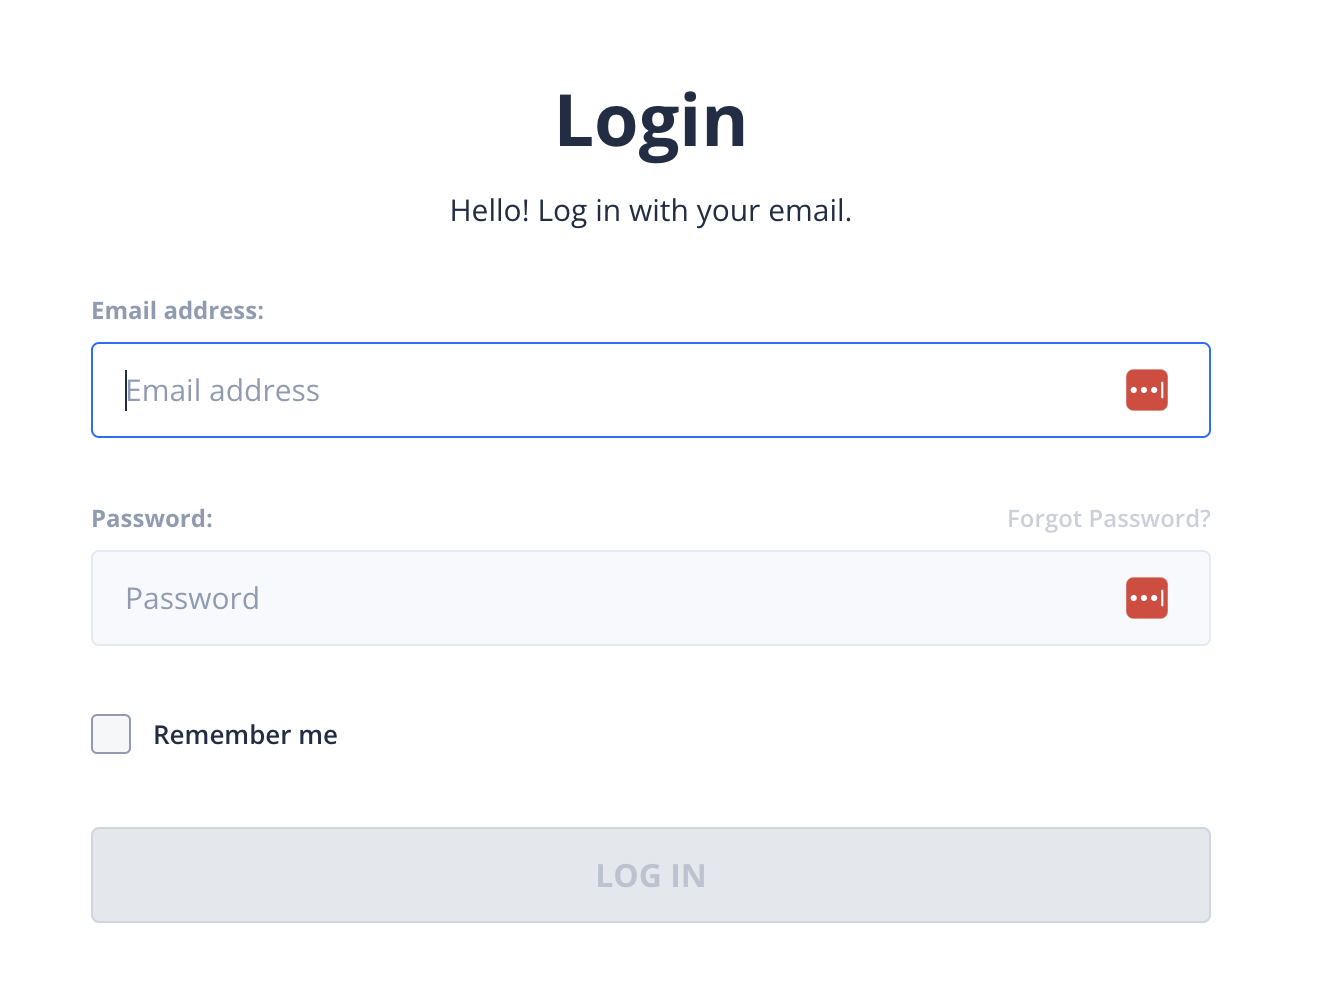 Login
Hello! Log in with your email.
Email address:
Email address
Password:
Forgot Password?
Password
Remember me
LOG IN